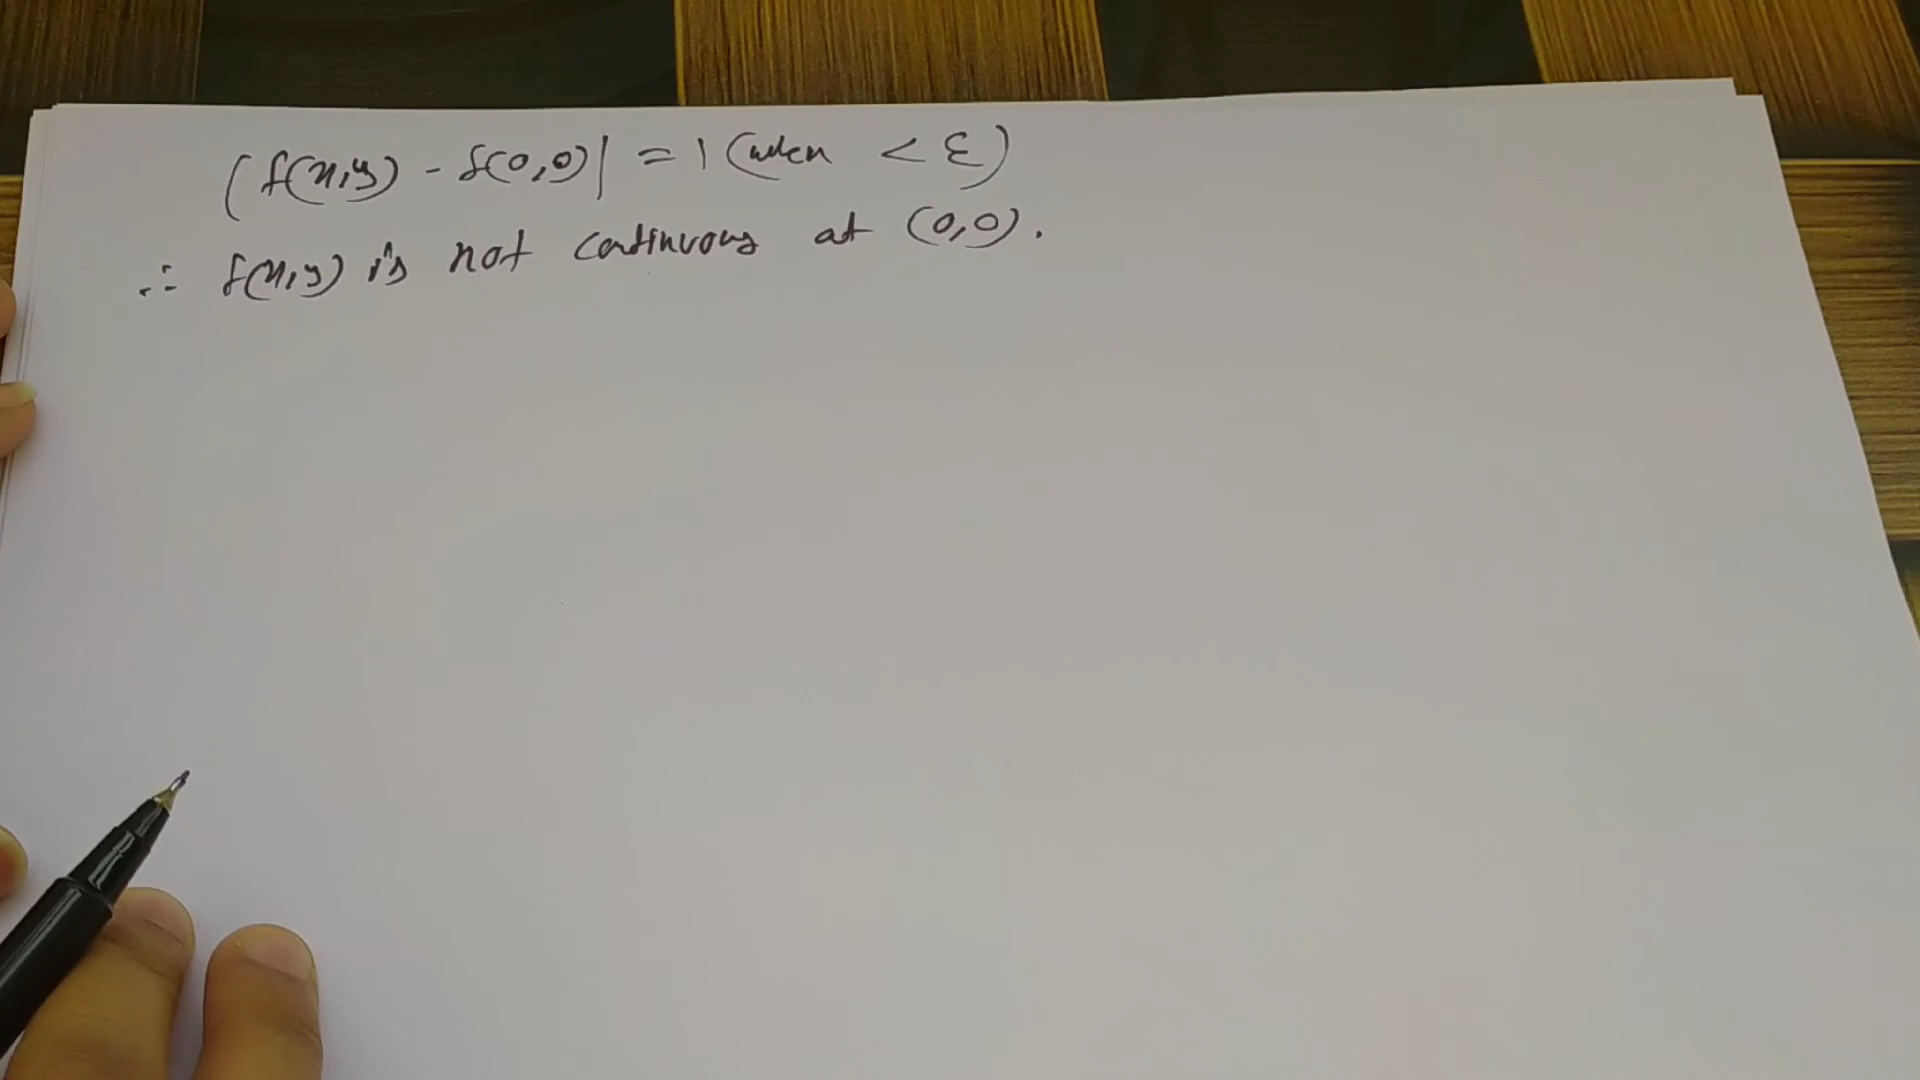 |f(x,y) - f(0,0)| = 1 (when < ε)
∴ f(x,y) is not continuous at (0,0).